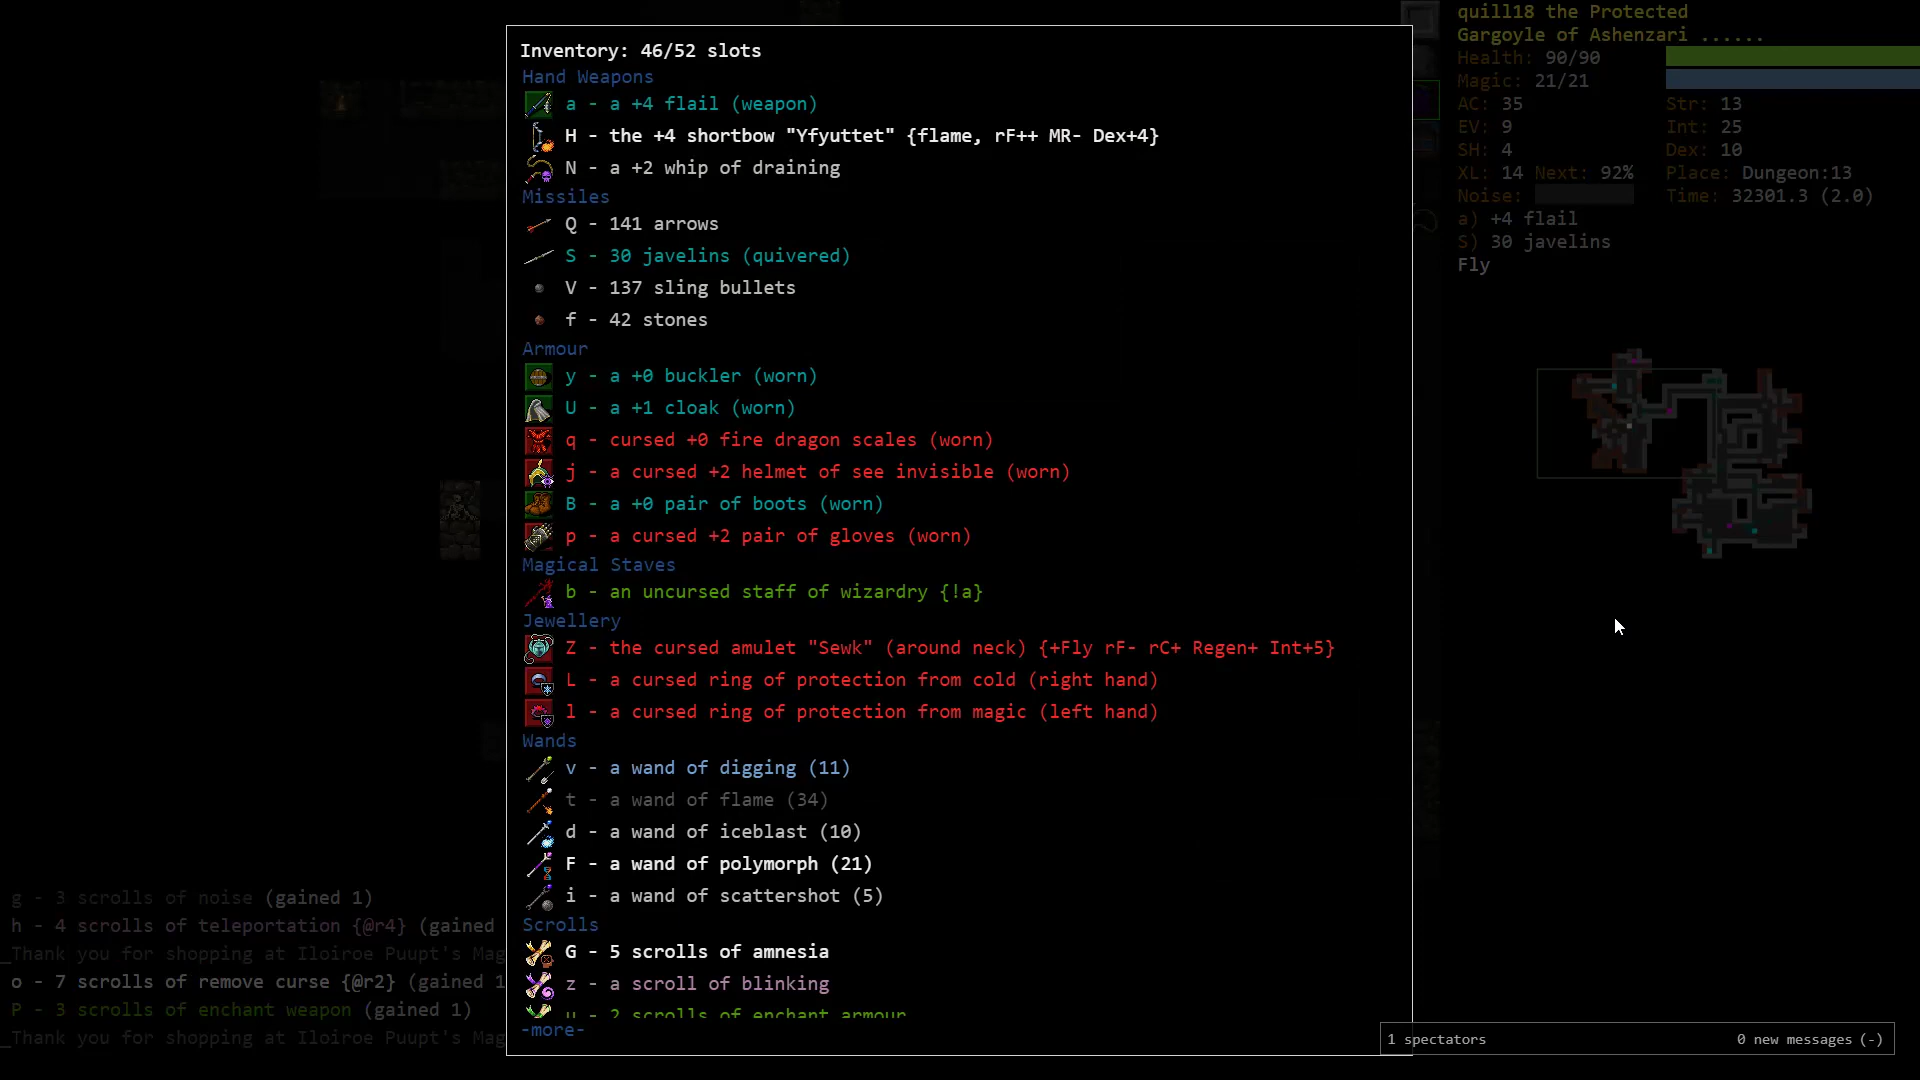 Inventory: 46/52 slots
Hand Weapons
a - a +4 flail (weapon)
H - the +4 shortbow "Yfyuttet" {flame, rF++ MR- Dex+4}
N - a +2 whip of draining
Missiles
Q - 141 arrows
S - 30 javelins (quivered)
V - 137 sling bullets
f - 42 stones
Armour
y - a +0 buckler (worn)
U - a +1 cloak (worn)
q - cursed +0 fire dragon scales (worn)
j - a cursed +2 helmet of see invisible (worn)
B - a +0 pair of boots (worn)
p - a cursed +2 pair of gloves (worn)
Magical Staves
b - an uncursed staff of wizardry {!a}
Jewellery
Z - the cursed amulet "Sewk" (around neck) {+Fly rF- rC+ Regen+ Int+5}
L - a cursed ring of protection from cold (right hand)
l - a cursed ring of protection from magic (left hand)
Wands
v - a wand of digging (11)
t - a wand of flame (34)
d - a wand of iceblast (10)
F - a wand of polymorph (21)
i - a wand of scattershot (5)
Scrolls
G - 5 scrolls of amnesia
z - a scroll of blinking
u - 2 scrolls of enchant armour
-more-
quill18 the Protected
Gargoyle of Ashenzari ......
Health: 90/90
Magic: 21/21
AC: 35 Str: 13
EV: 9 Int: 25
SH: 4 Dex: 10
XL: 14 Next: 92% Place: Dungeon:13
Noise: Time: 32301.3 (2.0)
a) +4 flail
S) 30 javelins
Fly
g - 3 scrolls of noise (gained 1)
h - 4 scrolls of teleportation {@r4} (gained
_Thank you for shopping at Iloiroe Puupt's Mag
o - 7 scrolls of remove curse {@r2} (gained 1
P - 3 scrolls of enchant weapon (gained 1)
_Thank you for shopping at Iloiroe Puupt's Mag
1 spectators 0 new messages (-)